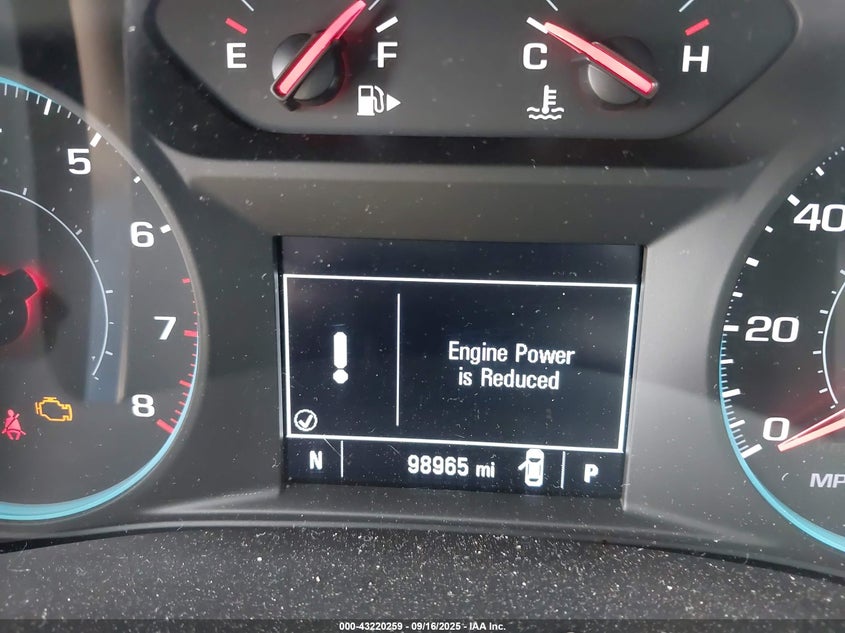 E F C H
5
6
7
8
40
20
0
MP
Engine Power
is Reduced
N 98965 mi P
000-43220259 - 09/16/2025 - IAA Inc.